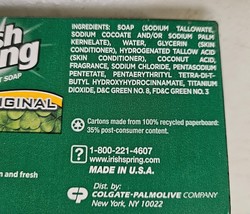 INGREDIENTS: SOAP (SODIUM TALLOWATE,
SODIUM COCOATE AND/OR SODIUM PALM
KERNELATE), WATER, GLYCERIN (SKIN
CONDITIONER), HYDROGENATED TALLOW ACID
(SKIN CONDITIONER), COCONUT ACID,
FRAGRANCE, SODIUM CHLORIDE, PENTASODIUM
PENTETATE, PENTAERYTHRITYL TETRA-DI-T-
BUTYL HYDROXYHYDROCINNAMATE, TITANIUM
DIOXIDE, D&C GREEN NO. 8, FD&C GREEN NO. 3
sh
ring
T SOAP
IGINAL
n and fresh
Cartons made from 100% recycled paperboard:
35% post-consumer content.
1-800-221-4607
www.irishspring.com
MADE IN U.S.A.
Dist. by:
COLGATE-PALMOLIVE COMPANY
New York, NY 10022